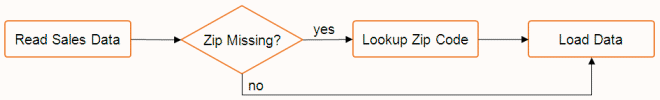 Read Sales Data
Zip Missing?
yes
Lookup Zip Code
Load Data
no